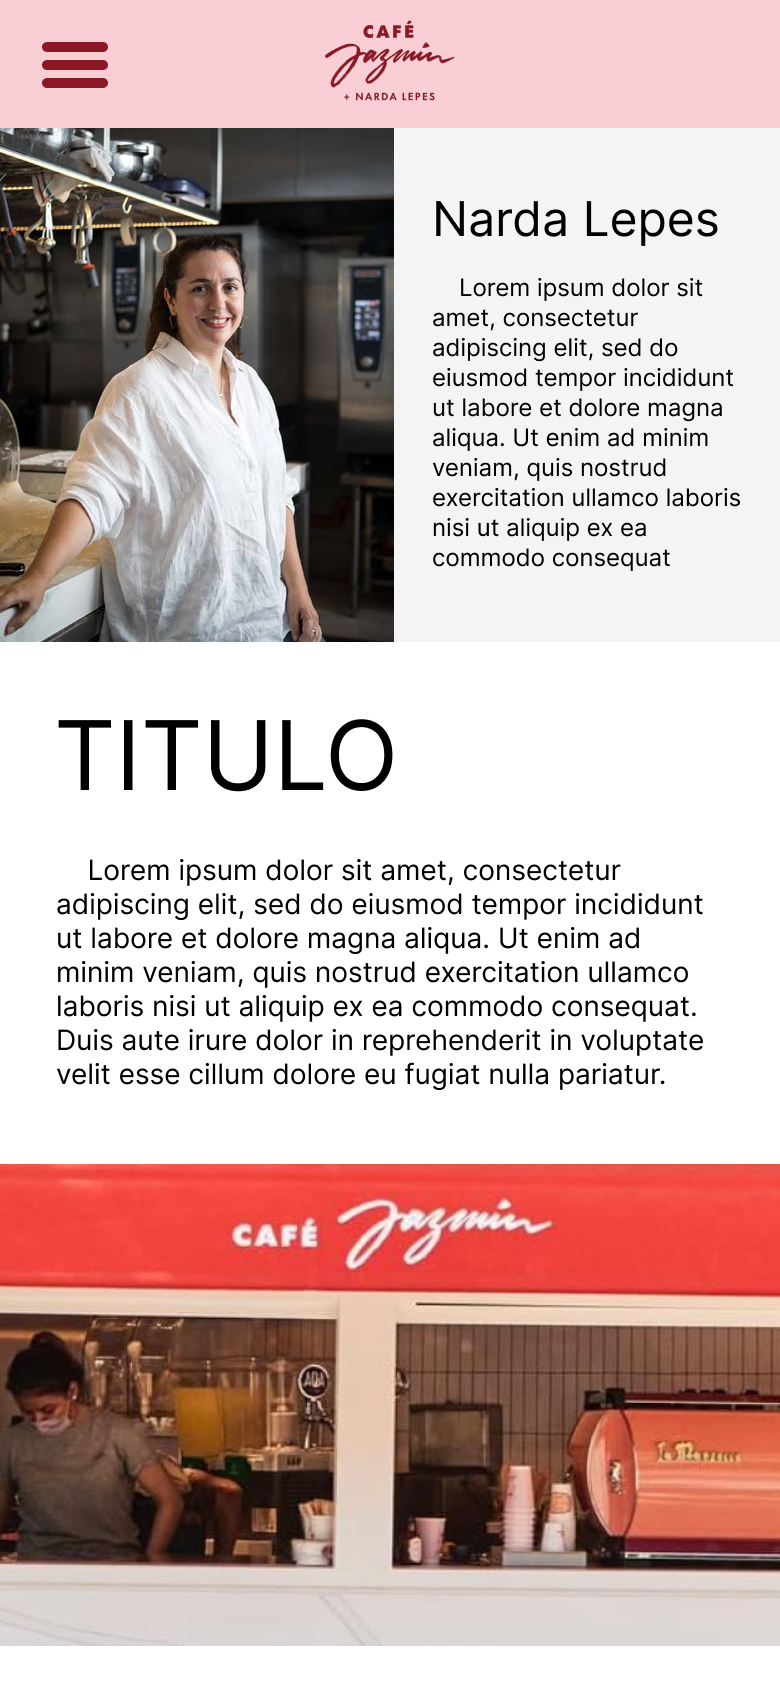 CAFÉ
Jazmín
+ NARDA LEPES
Narda Lepes
Lorem ipsum dolor sit
amet, consectetur
adipiscing elit, sed do
eiusmod tempor incididunt
ut labore et dolore magna
aliqua. Ut enim ad minim
veniam, quis nostrud
exercitation ullamco laboris
nisi ut aliquip ex ea
commodo consequat
TITULO
Lorem ipsum dolor sit amet, consectetur
adipiscing elit, sed do eiusmod tempor incididunt
ut labore et dolore magna aliqua. Ut enim ad
minim veniam, quis nostrud exercitation ullamco
laboris nisi ut aliquip ex ea commodo consequat.
Duis aute irure dolor in reprehenderit in voluptate
velit esse cillum dolore eu fugiat nulla pariatur.
CAFÉ Jazmín
La Marzocco